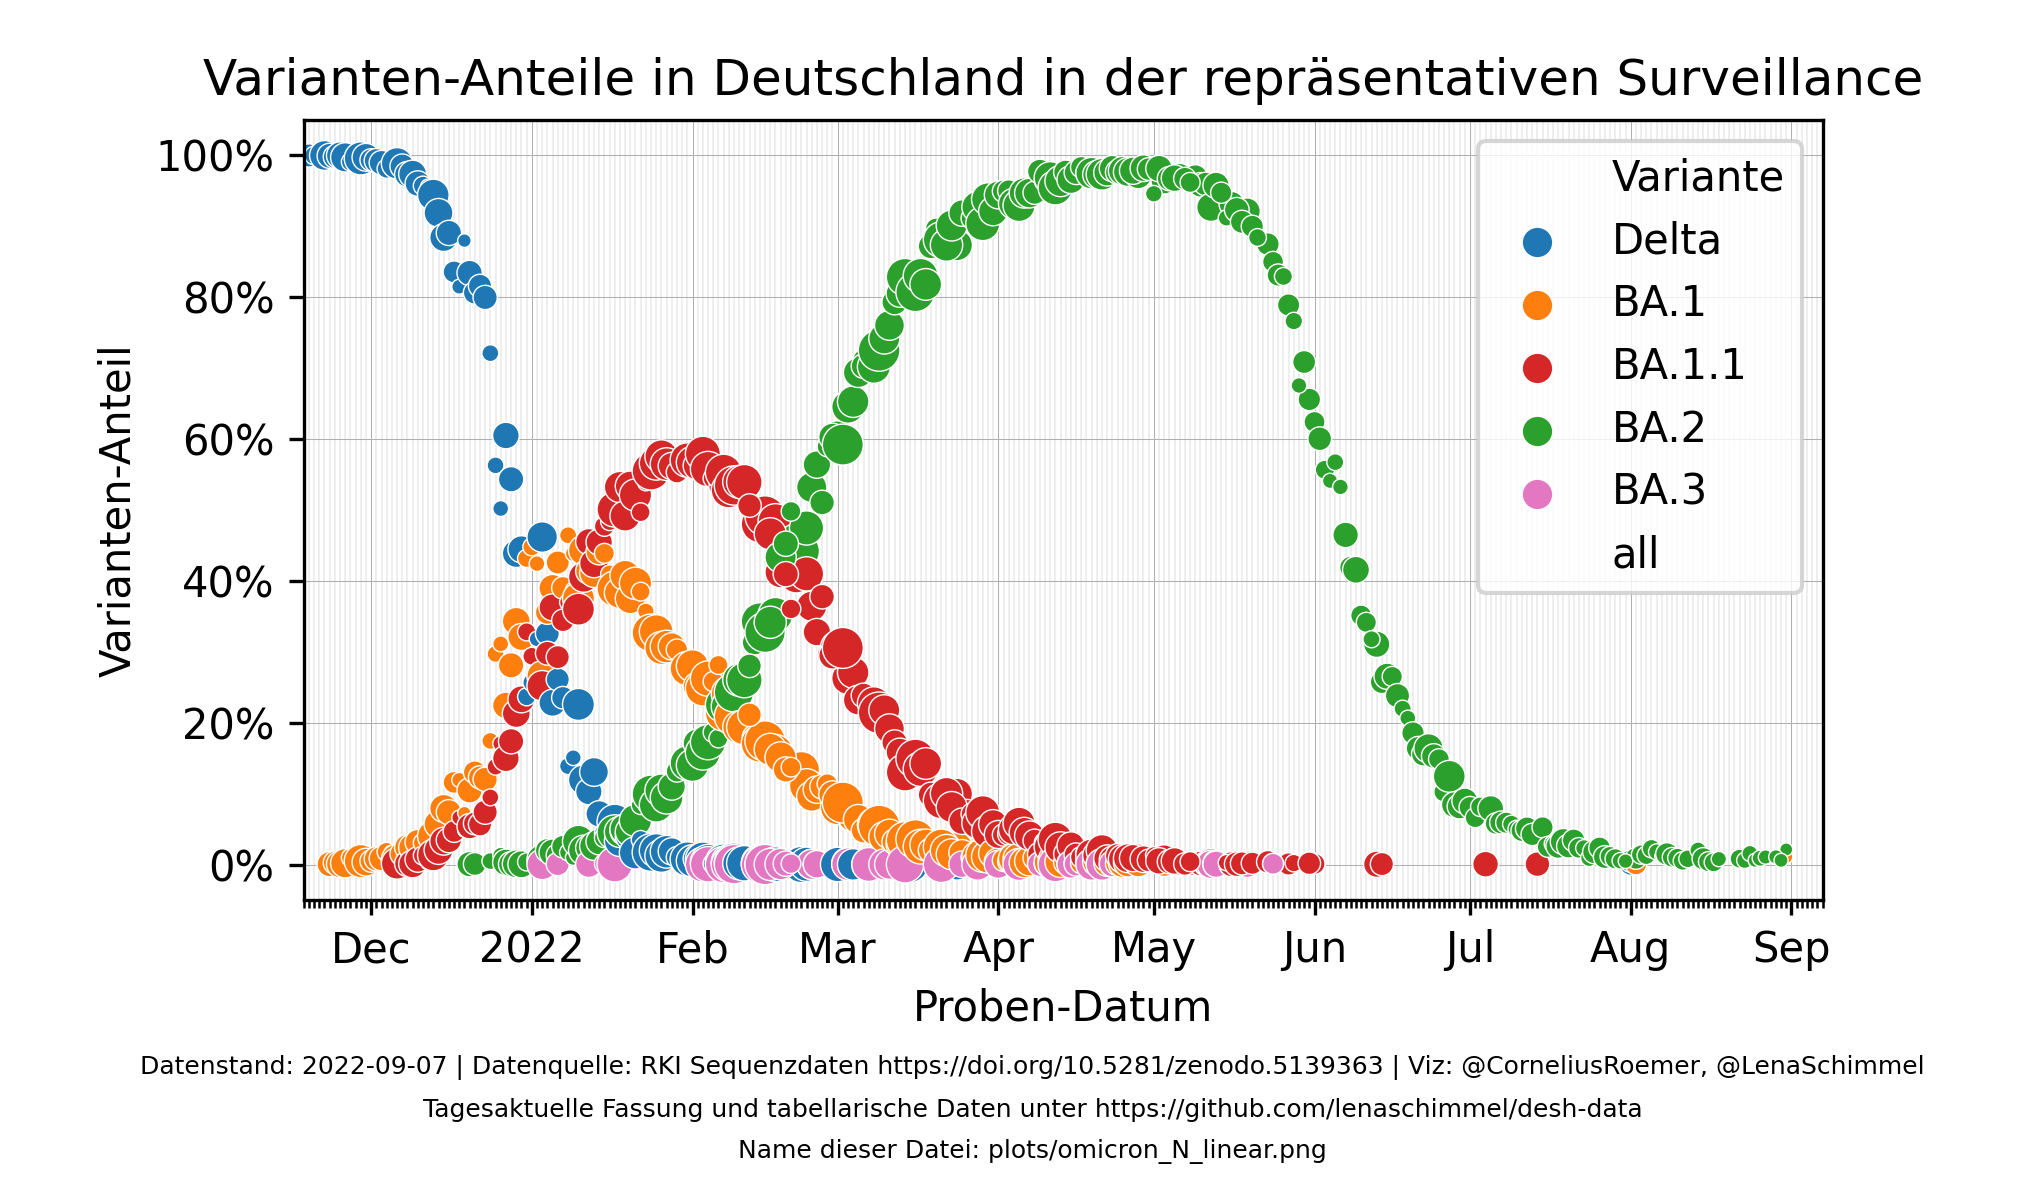 Varianten-Anteile in Deutschland in der repräsentativen Surveillance
100%
80%
60%
40%
20%
0%
Varianten-Anteil
Variante
Delta
BA.1
BA.1.1
BA.2
BA.3
all
Dec 2022 Feb Mar Apr May Jun Jul Aug Sep
Proben-Datum
Datenstand: 2022-09-07 | Datenquelle: RKI Sequenzdaten https://doi.org/10.5281/zenodo.5139363 | Viz: @CorneliusRoemer, @LenaSchimmel
Tagesaktuelle Fassung und tabellarische Daten unter https://github.com/lenaschimmel/desh-data
Name dieser Datei: plots/omicron_N_linear.png